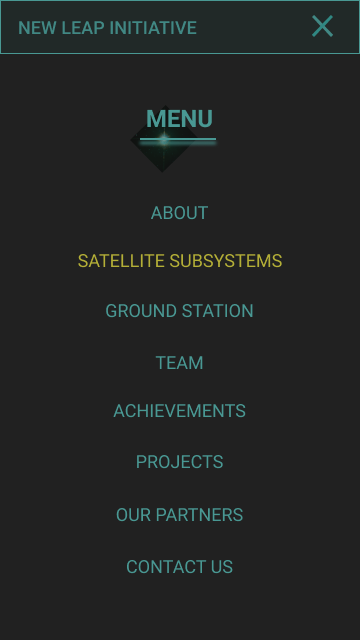 NEW LEAP INITIATIVE
MENU
ABOUT
SATELLITE SUBSYSTEMS
GROUND STATION
TEAM
ACHIEVEMENTS
PROJECTS
OUR PARTNERS
CONTACT US